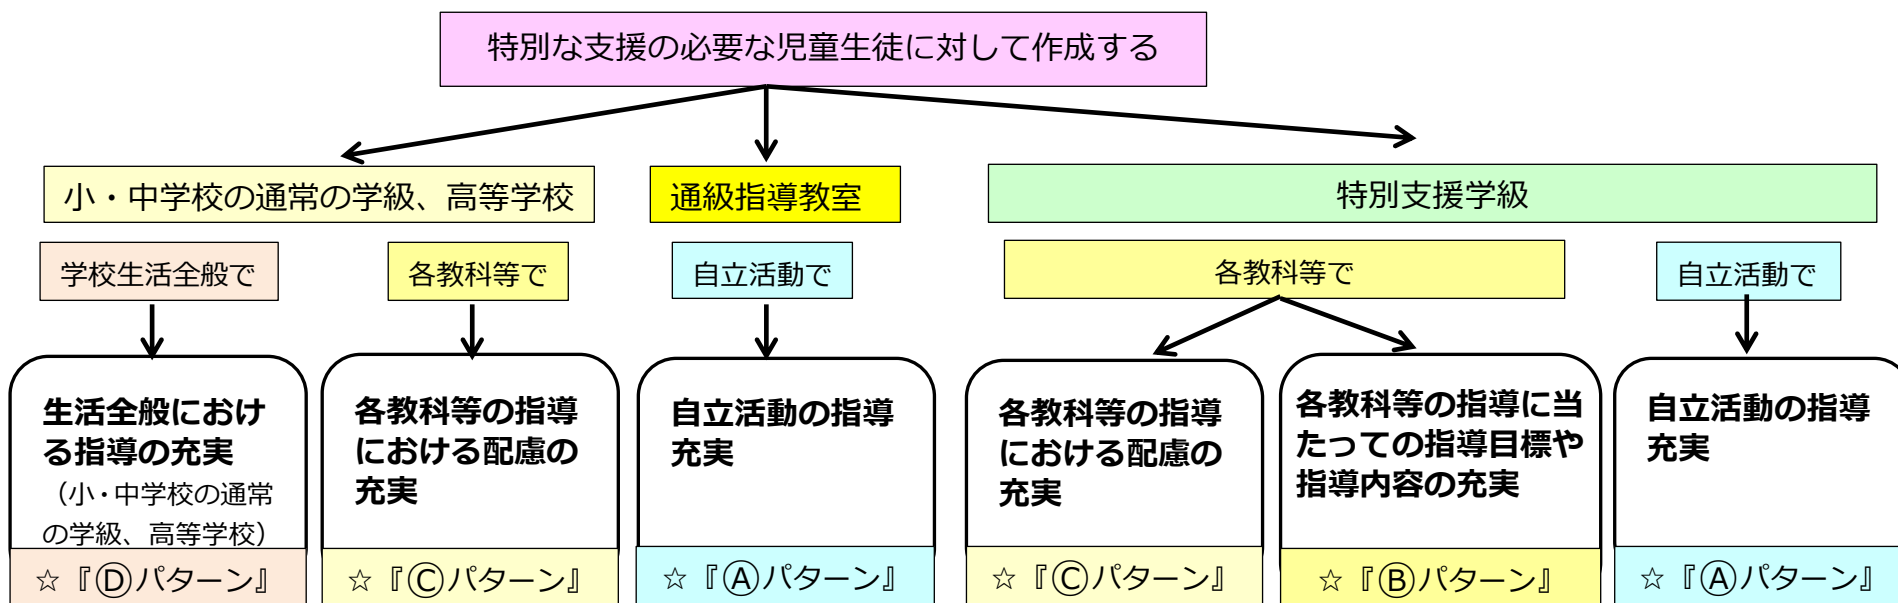 特別な支援の必要な児童生徒に対して作成する
小・中学校の通常の学級、高等学校
通級指導教室
特別支援学級
学校生活全般で
各教科等で
自立活動で
各教科等で
自立活動で
生活全般におけ
る指導の充実
（小・中学校の通常
の学級、高等学校）
☆『Ⓓパターン』
各教科等の指導
における配慮の
充実
☆『Ⓒパターン』
自立活動の指導
充実
☆『Ⓐパターン』
各教科等の指導
における配慮の
充実
☆『Ⓒパターン』
各教科等の指導に当
たっての指導目標や
指導内容の充実
☆『Ⓑパターン』
自立活動の指導
充実
☆『Ⓐパターン』